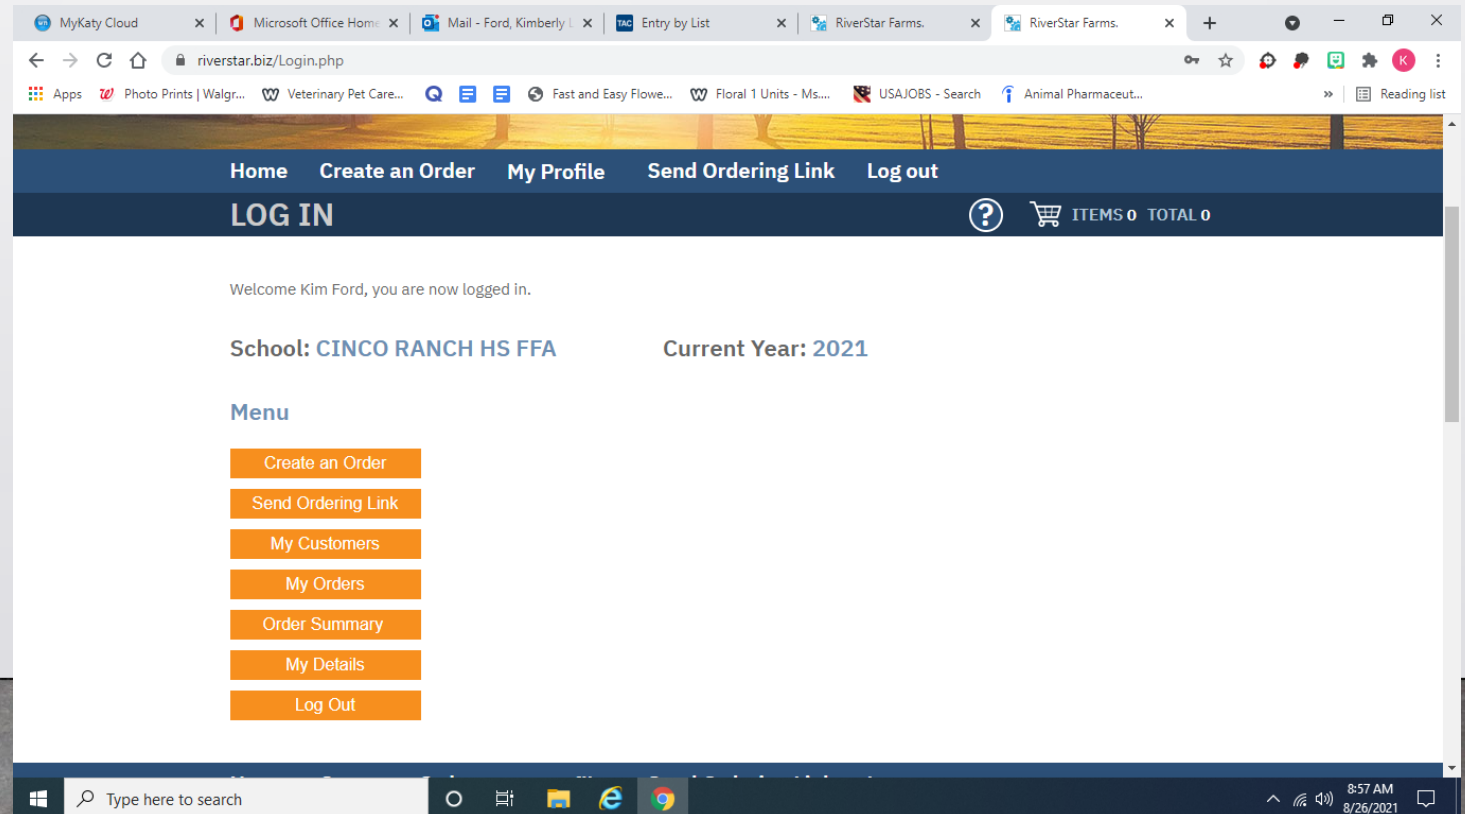 MyKaty Cloud
Microsoft Office Home
Mail - Ford, Kimberly L
TAC Entry by List
RiverStar Farms.
RiverStar Farms.
riverstar.biz/Login.php
K
Apps
Photo Prints | Walgr...
Veterinary Pet Care...
Fast and Easy Flowe...
Floral 1 Units - Ms....
USAJOBS - Search
Animal Pharmaceut...
»
Reading list
Home Create an Order My Profile Send Ordering Link Log out
LOG IN ? ITEMS 0 TOTAL 0
Welcome Kim Ford, you are now logged in.
School: CINCO RANCH HS FFA Current Year: 2021
Menu
Create an Order
Send Ordering Link
My Customers
My Orders
Order Summary
My Details
Log Out
Type here to search
8:57 AM
8/26/2021